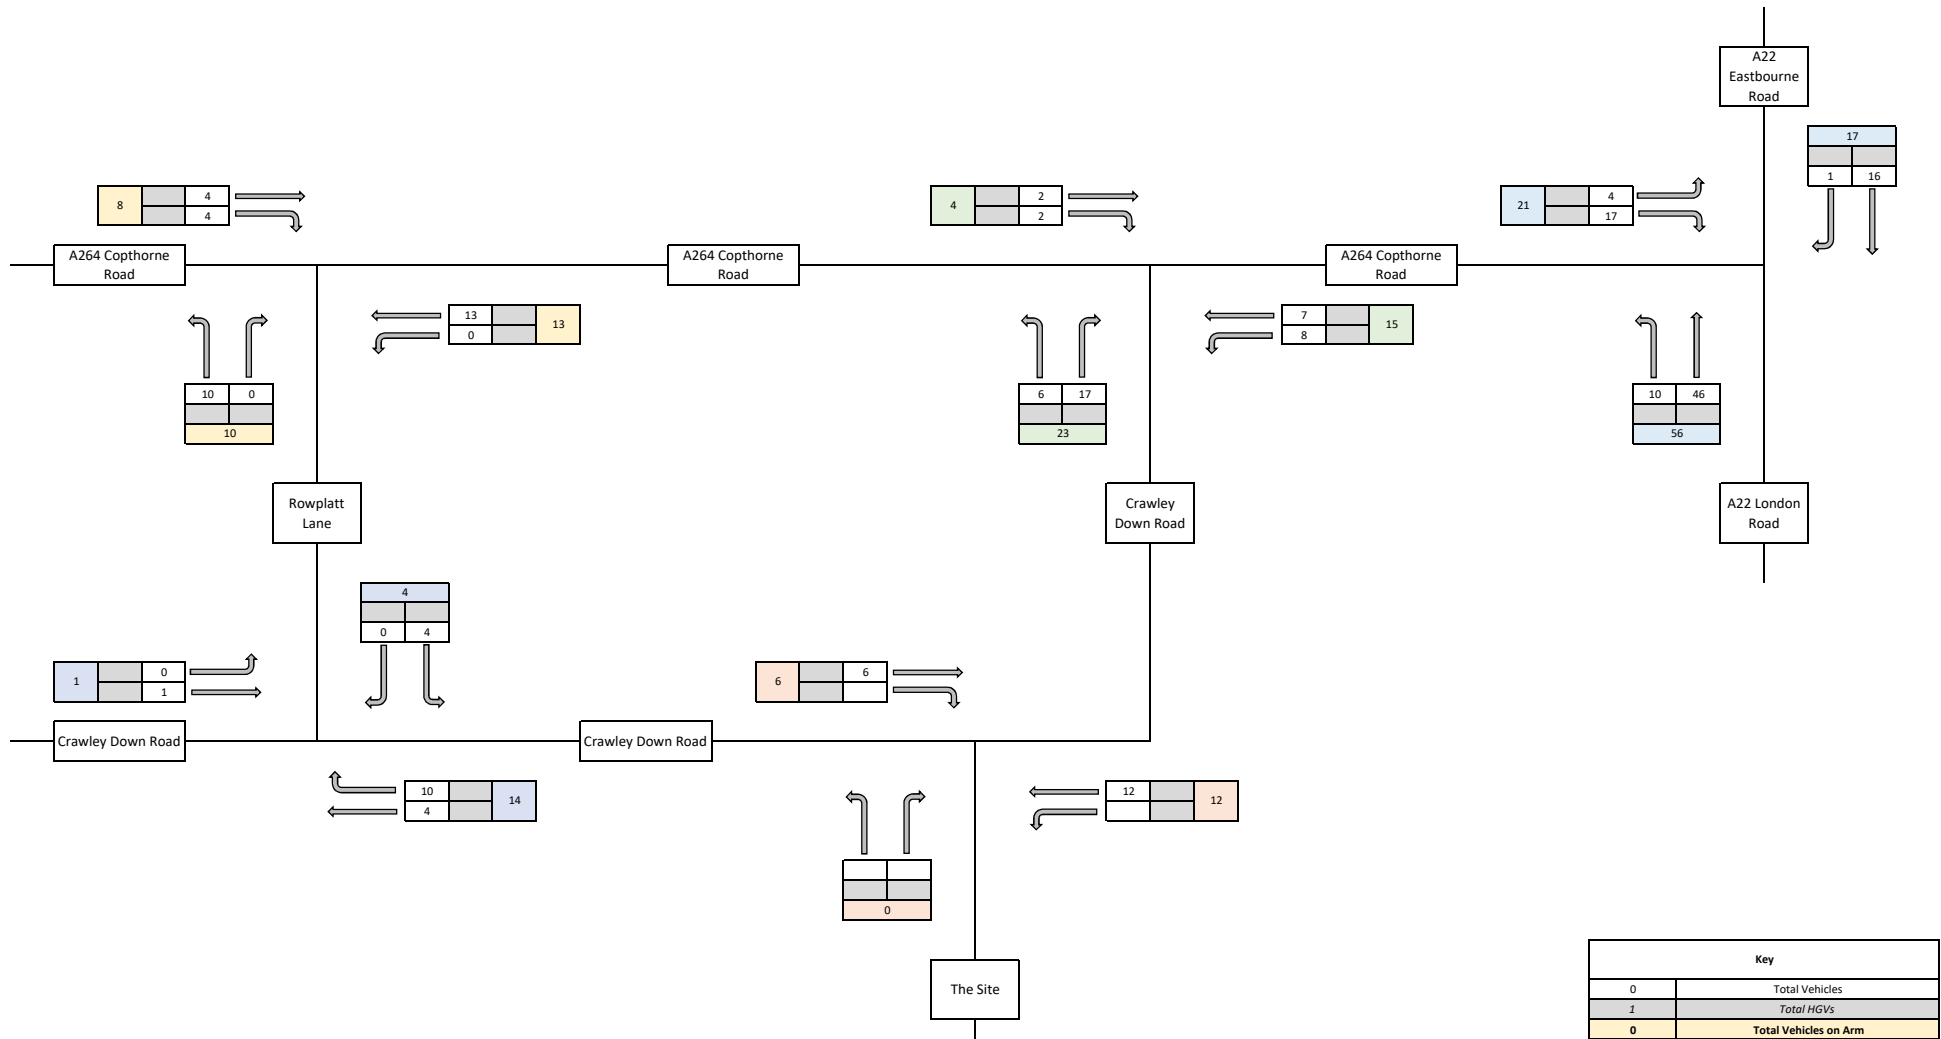 A22
Eastbourne
Road
17
1 16
8 4
4
4 2
2
21 4
17
A264 Copthorne
Road
A264 Copthorne
Road
A264 Copthorne
Road
13 13
0
7 15
8
10 0
10
6 17
23
10 46
56
Rowplatt
Lane
Crawley
Down Road
A22 London
Road
4
0 4
1 0
1
6 6
Crawley Down Road
Crawley Down Road
10 14
4
12 12
0
The Site
Key
0 Total Vehicles
1 Total HGVs
0 Total Vehicles on Arm